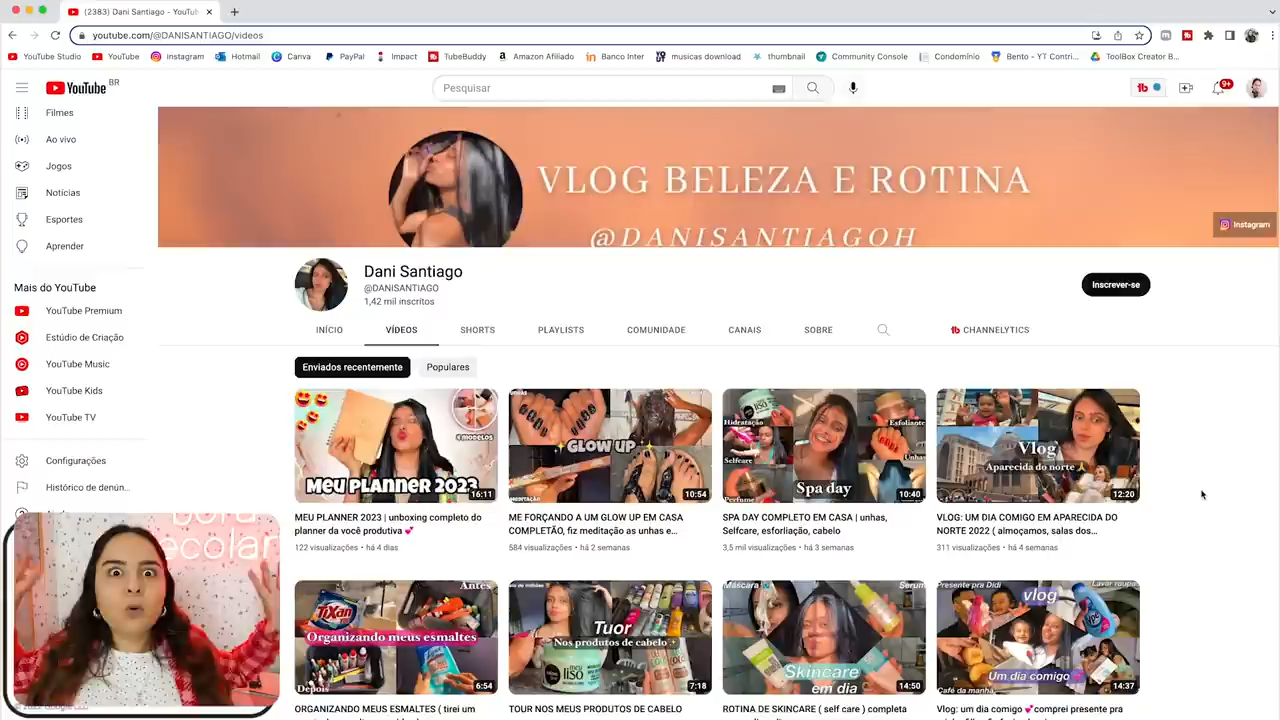 (2383) Dani Santiago - YouTub
youtube.com/@DANISANTIAGO/videos
YouTube Studio
YouTube
Instagram
Hotmail
Canva
PayPal
Impact
TubeBuddy
Amazon Afiliado
Banco Inter
musicas download
thumbnail
Community Console
Condomínio
Bento - YT Contri...
ToolBox Creator B...
YouTube BR
Pesquisar
9+
Filmes
Ao vivo
Jogos
Notícias
Esportes
Aprender
Mais do YouTube
YouTube Premium
Estúdio de Criação
YouTube Music
YouTube Kids
YouTube TV
Configurações
Histórico de denún...
VLOG BELEZA E ROTINA
@DANISANTIAGOH
Instagram
Dani Santiago
@DANISANTIAGO
1,42 mil inscritos
Inscrever-se
INÍCIO
VÍDEOS
SHORTS
PLAYLISTS
COMUNIDADE
CANAIS
SOBRE
CHANNELYTICS
Enviados recentemente
Populares
4 MODELOS
MEU PLANNER 2023
16:11
GLOW UP
MEDITAÇÃO
10:54
Hidratação
Esfoliante
Selfcare
Unhas
Perfume
Spa day
10:40
Vlog
Aparecida do norte
12:20
MEU PLANNER 2023 | unboxing completo do
planner da você produtiva 💕
122 visualizações • há 4 dias
ME FORÇANDO A UM GLOW UP EM CASA
COMPLETÃO, fiz meditação as unhas e...
584 visualizações • há 2 semanas
SPA DAY COMPLETO EM CASA | unhas,
Selfcare, esforliação, cabelo
3,5 mil visualizações • há 3 semanas
VLOG: UM DIA COMIGO EM APARECIDA DO
NORTE 2022 ( almoçamos, salas dos...
311 visualizações • há 4 semanas
Antes
TIXAN
Organizando meus esmaltes
Depois
6:54
Tuor
Nos produtos de cabelo
meu liso
7:18
Máscara
Serum
Skincare
em dia
14:50
Presente pra Didi
Lavar roupa
vlog
Um dia comigo
Café da manha
14:37
ORGANIZANDO MEUS ESMALTES ( tirei um
TOUR NOS MEUS PRODUTOS DE CABELO
ROTINA DE SKINCARE ( self care ) completa
Vlog: um dia comigo 💕comprei presente pra
bora
ecolar